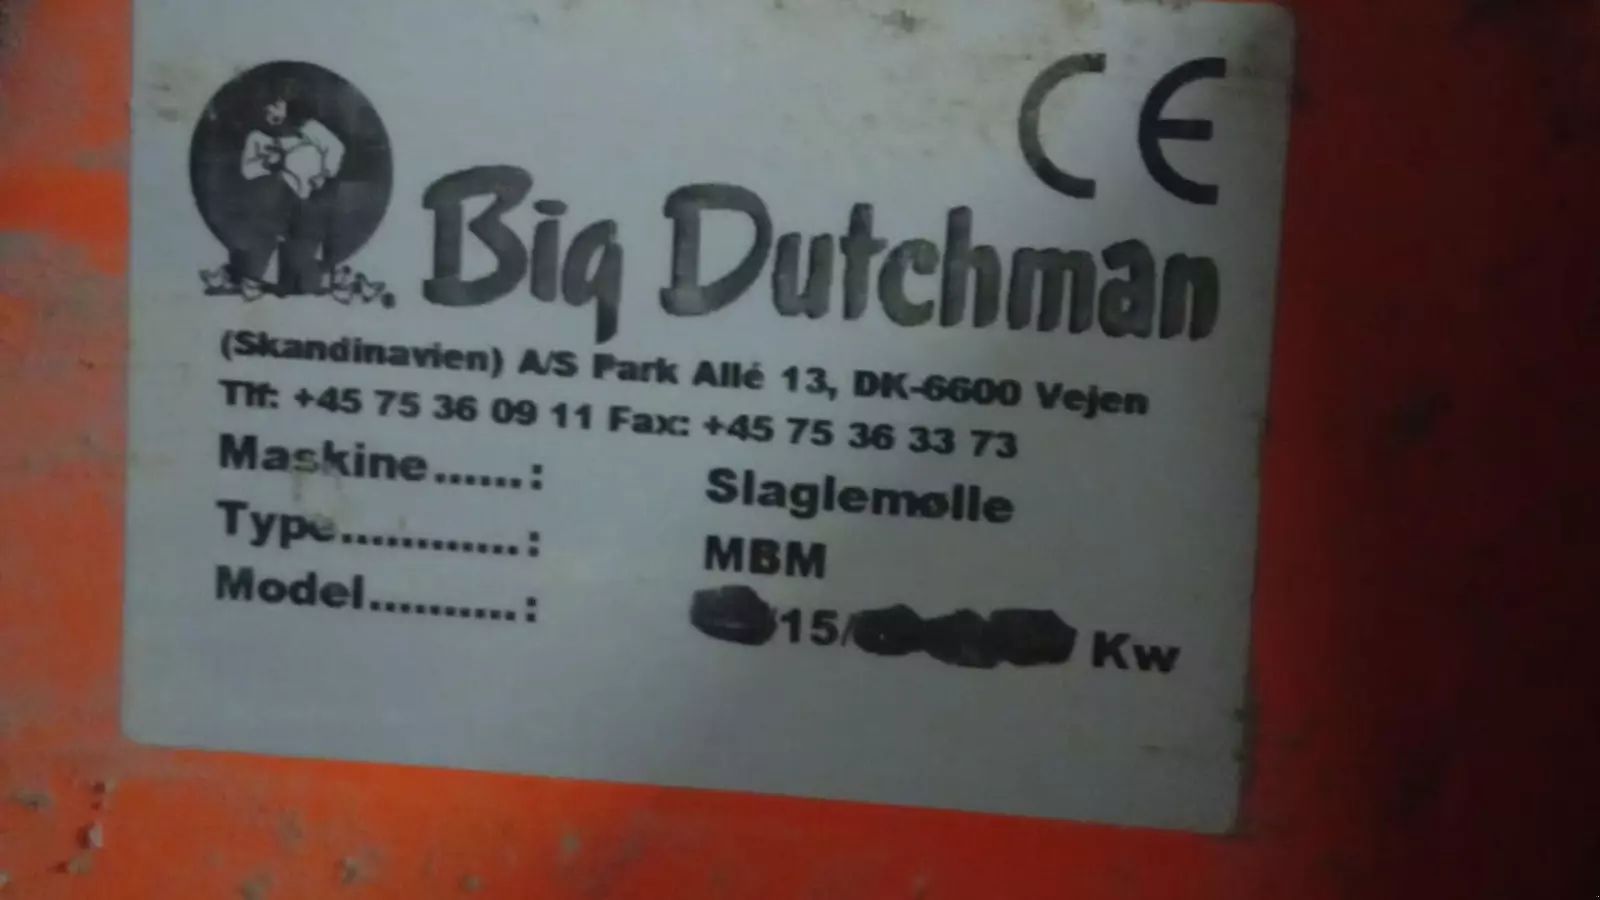 CE
Big Dutchman
(Skandinavien) A/S Park Allé 13, DK-6600 Vejen
Tlf: +45 75 36 09 11 Fax: +45 75 36 33 73
Maskine......: Slaglemølle
Type............: MBM
Model..........: /15/ Kw